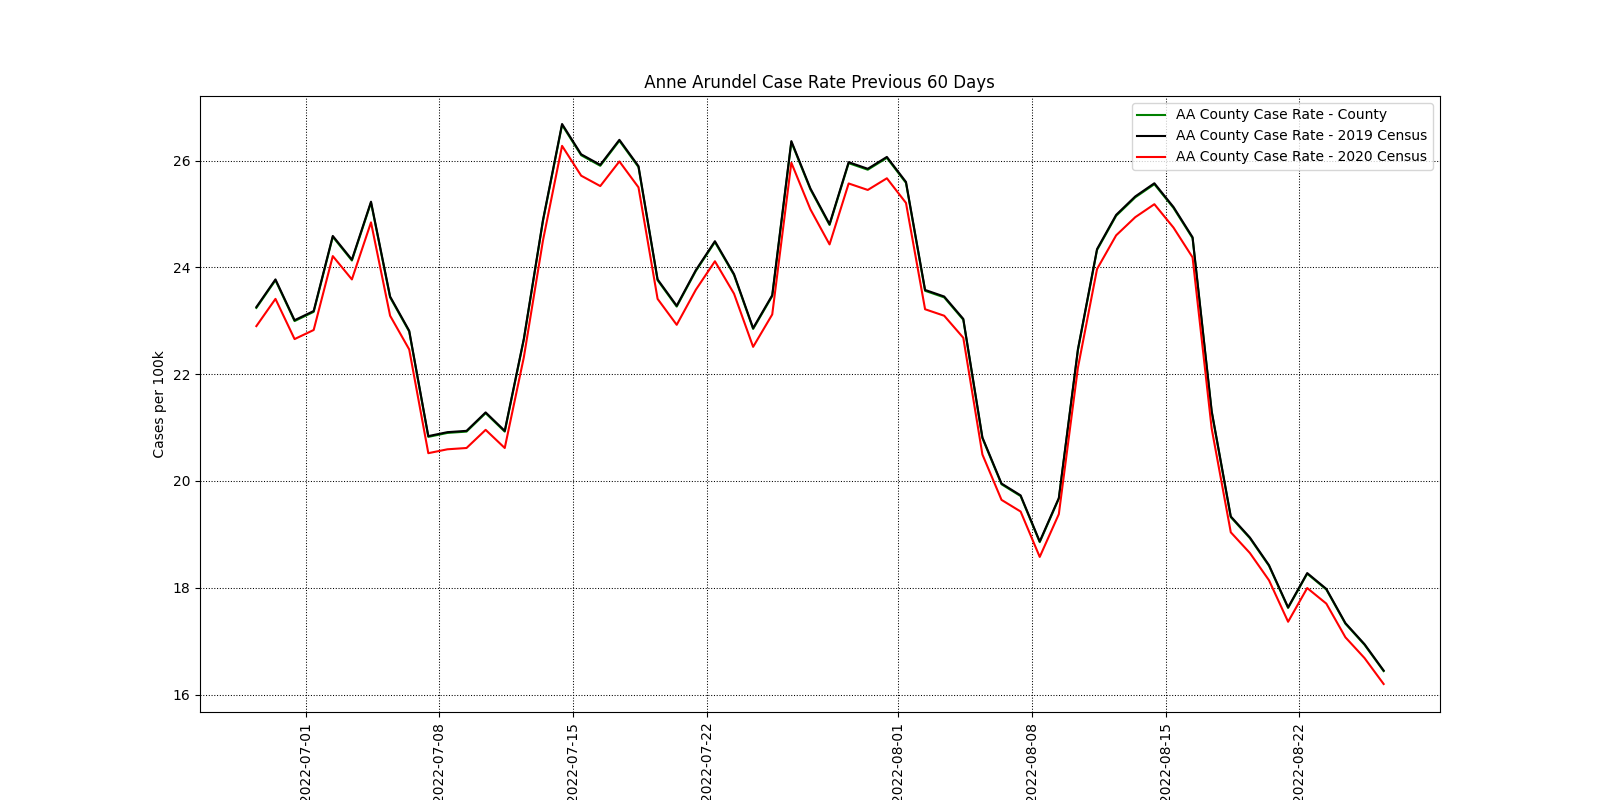 Anne Arundel Case Rate Previous 60 Days
AA County Case Rate - County
AA County Case Rate - 2019 Census
AA County Case Rate - 2020 Census
Cases per 100k
26
24
22
20
18
16
2022-07-01
2022-07-08
2022-07-15
2022-07-22
2022-08-01
2022-08-08
2022-08-15
2022-08-22